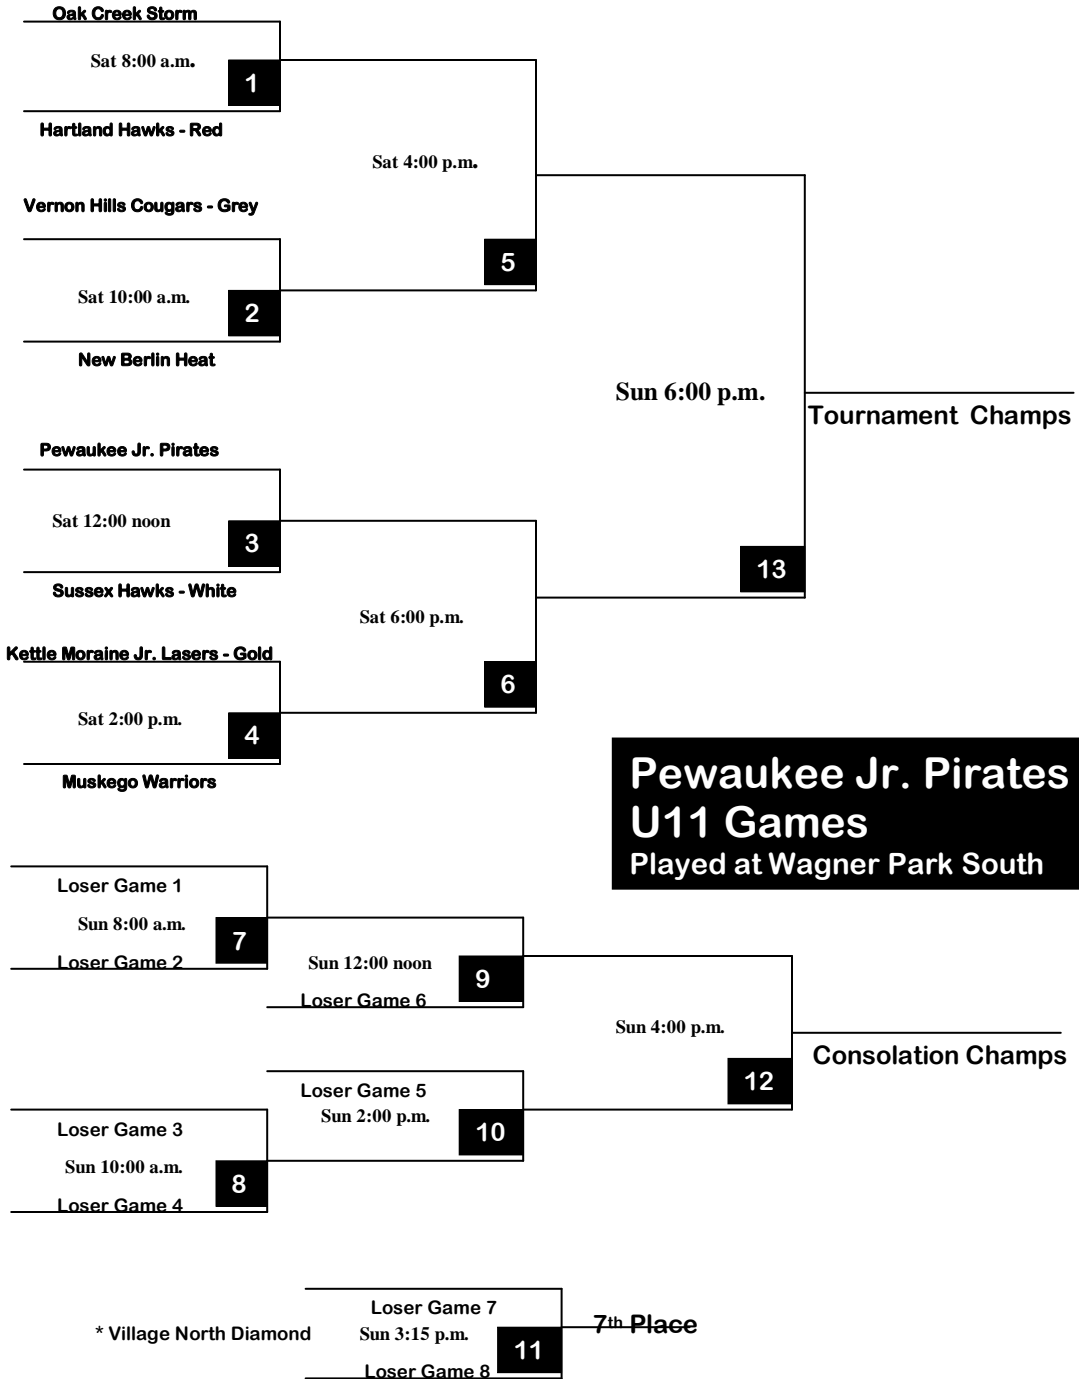 Oak Creek Storm
Sat 8:00 a.m.
1
Hartland Hawks - Red
Sat 4:00 p.m.
Vernon Hills Cougars - Grey
5
Sat 10:00 a.m.
2
New Berlin Heat
Sun 6:00 p.m.
Tournament Champs
Pewaukee Jr. Pirates
Sat 12:00 noon
3
13
Sussex Hawks - White
Sat 6:00 p.m.
Kettle Moraine Jr. Lasers - Gold
6
Sat 2:00 p.m.
4
Muskego Warriors
Pewaukee Jr. Pirates
U11 Games
Played at Wagner Park South
Loser Game 1
Sun 8:00 a.m.
7
Loser Game 2
Sun 12:00 noon
9
Loser Game 6
Sun 4:00 p.m.
Consolation Champs
12
Loser Game 5
Sun 2:00 p.m.
10
Loser Game 3
Sun 10:00 a.m.
8
Loser Game 4
Loser Game 7
7th Place
* Village North Diamond
Sun 3:15 p.m.
11
Loser Game 8